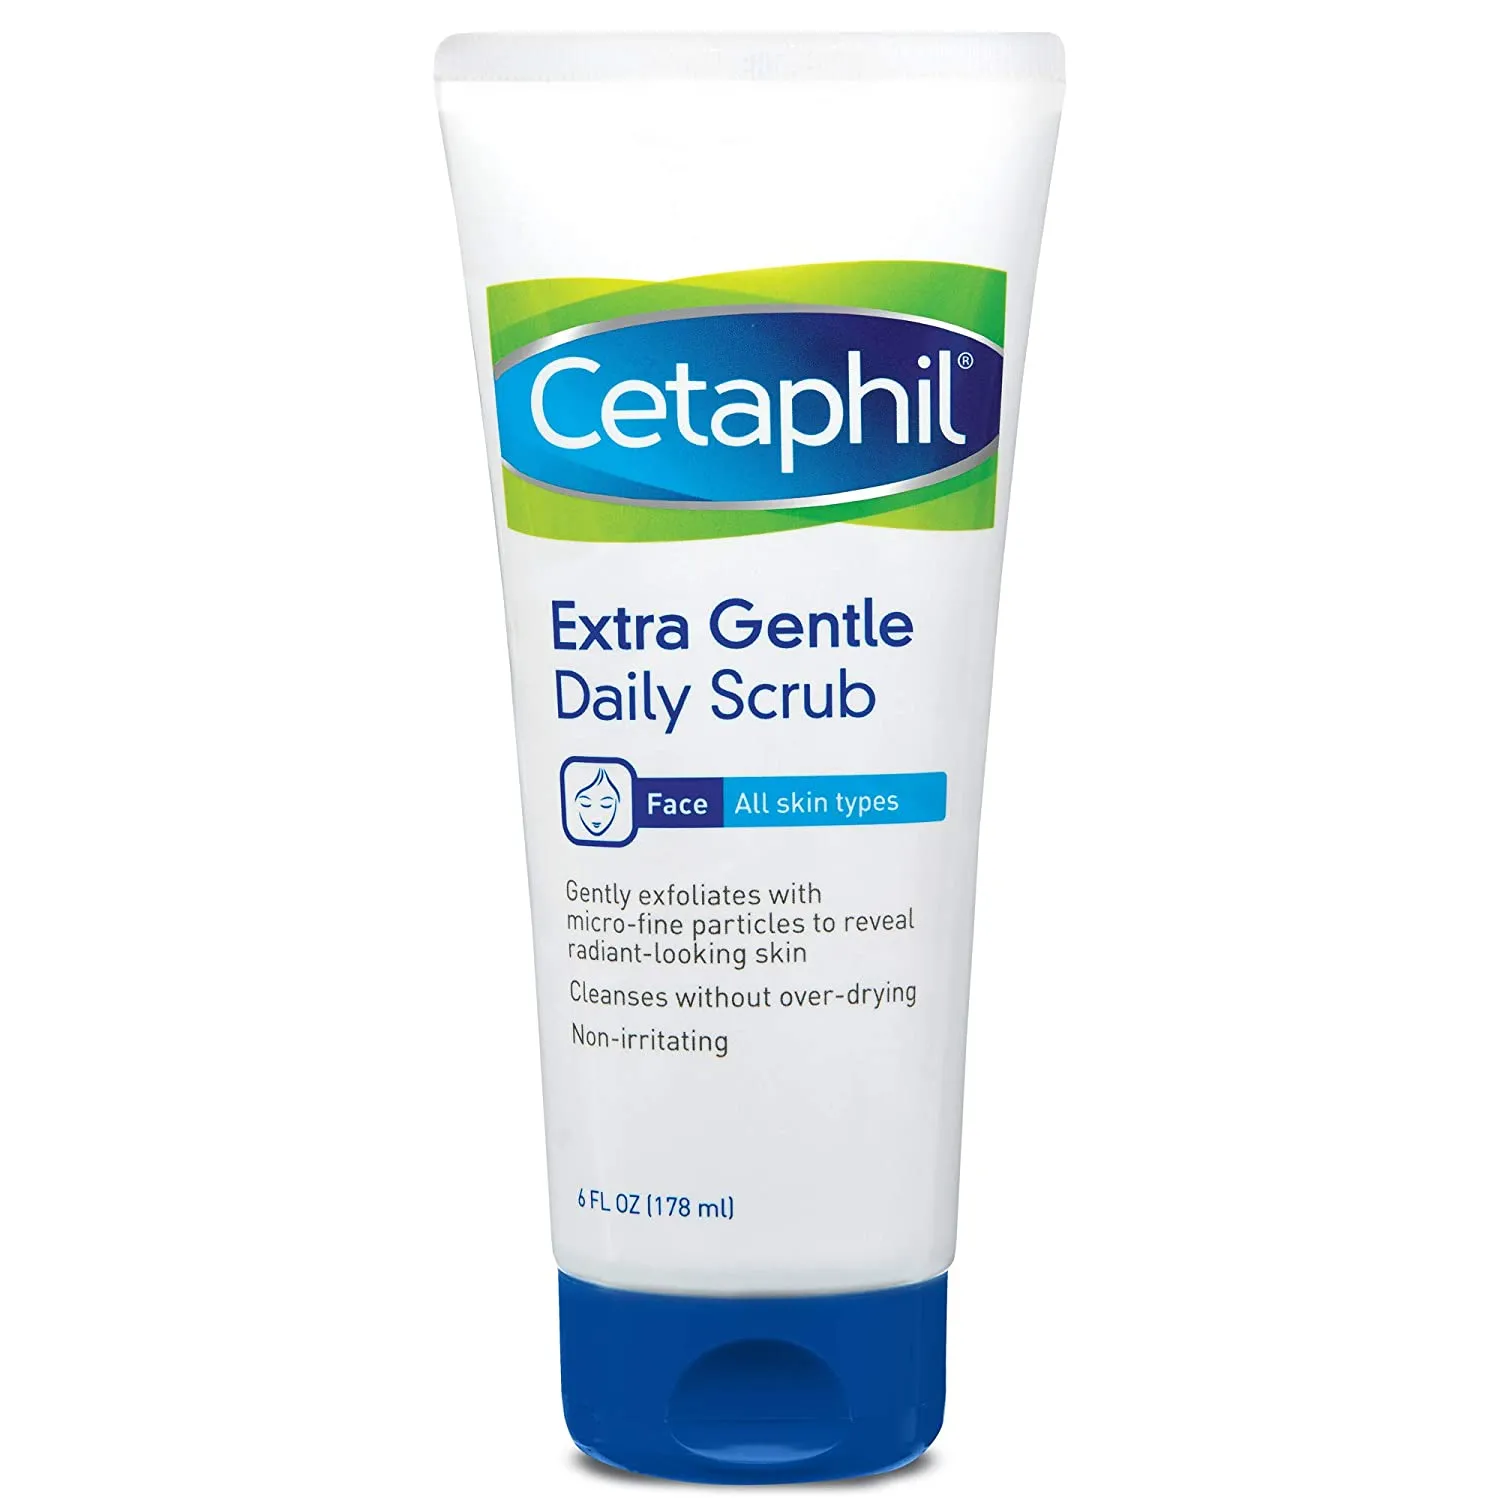 Cetaphil®
Extra Gentle
Daily Scrub
Face All skin types
Gently exfoliates with
micro-fine particles to reveal
radiant-looking skin
Cleanses without over-drying
Non-irritating
6 FL OZ (178 ml)